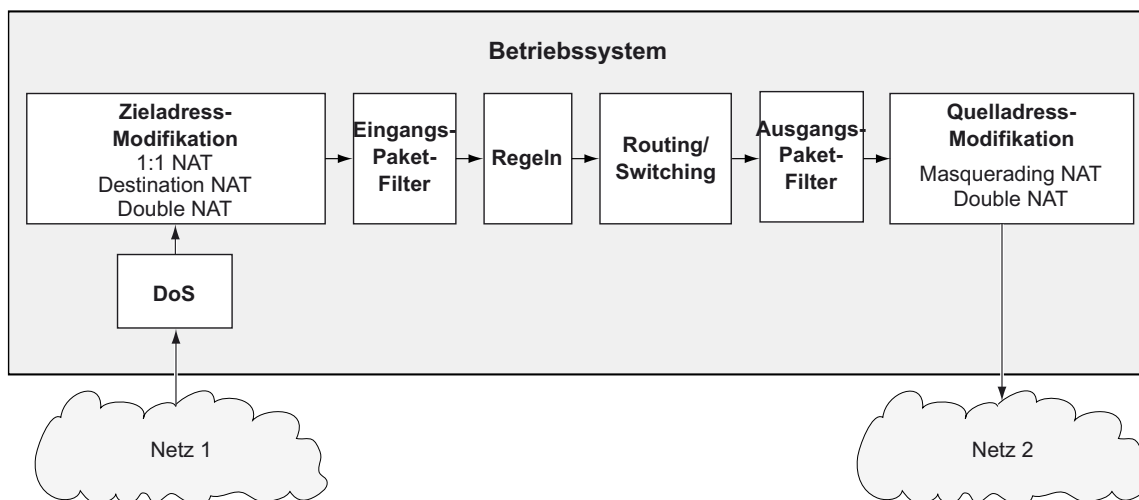 Betriebssystem
Zieladress-
Modifikation
1:1 NAT
Destination NAT
Double NAT
Eingangs-
Paket-
Filter
Regeln
Routing/
Switching
Ausgangs-
Paket-
Filter
Quelladress-
Modifikation
Masquerading NAT
Double NAT
DoS
Netz 1
Netz 2